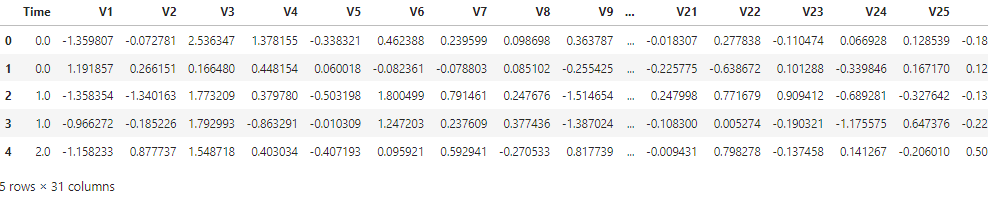 Time V1 V2 V3 V4 V5 V6 V7 V8 V9 ... V21 V22 V23 V24 V25
0 0.0 -1.359807 -0.072781 2.536347 1.378155 -0.338321 0.462388 0.239599 0.098698 0.363787 ... -0.018307 0.277838 -0.110474 0.066928 0.128539 -0.18
1 0.0 1.191857 0.266151 0.166480 0.448154 0.060018 -0.082361 -0.078803 0.085102 -0.255425 ... -0.225775 -0.638672 0.101288 -0.339846 0.167170 0.12
2 1.0 -1.358354 -1.340163 1.773209 0.379780 -0.503198 1.800499 0.791461 0.247676 -1.514654 ... 0.247998 0.771679 0.909412 -0.689281 -0.327642 -0.13
3 1.0 -0.966272 -0.185226 1.792993 -0.863291 -0.010309 1.247203 0.237609 0.377436 -1.387024 ... -0.108300 0.005274 -0.190321 -1.175575 0.647376 -0.22
4 2.0 -1.158233 0.877737 1.548718 0.403034 -0.407193 0.095921 0.592941 -0.270533 0.817739 ... -0.009431 0.798278 -0.137458 0.141267 -0.206010 0.50
5 rows × 31 columns